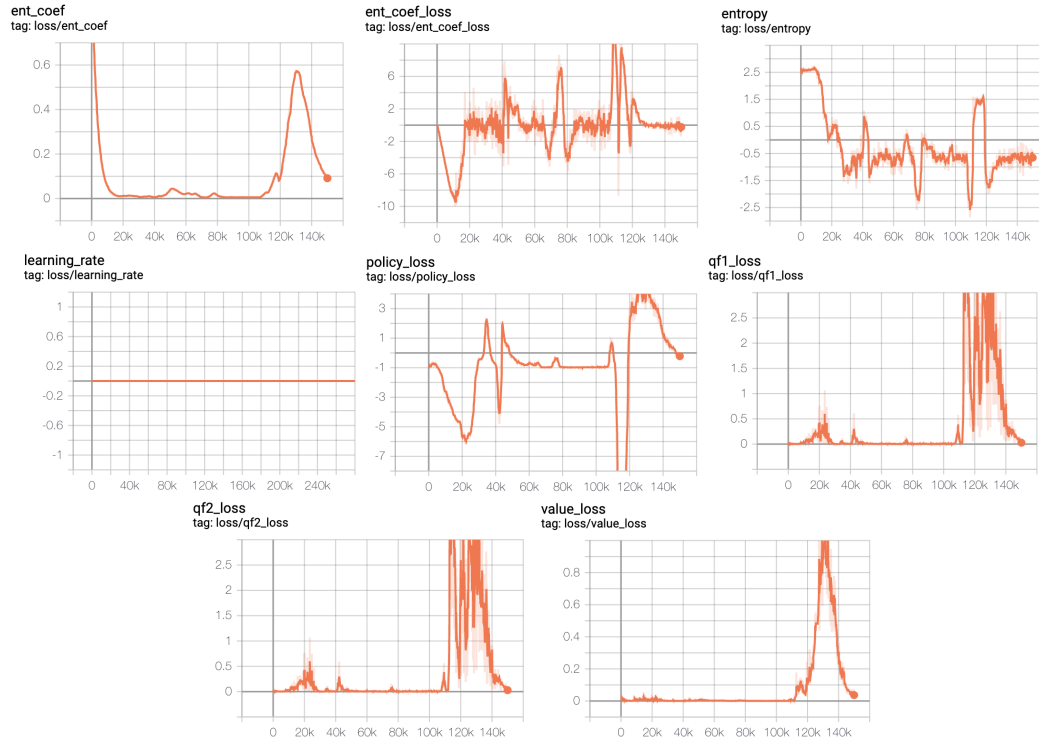 ent_coef
tag: loss/ent_coef
0.6
0.4
0.2
0
0 20k 40k 60k 80k 100k 120k 140k
ent_coef_loss
tag: loss/ent_coef_loss
6
2
-2
-6
-10
0 20k 40k 60k 80k 100k 120k 140k
entropy
tag: loss/entropy
2.5
1.5
0.5
-0.5
-1.5
-2.5
0 20k 40k 60k 80k 100k 120k 140k
learning_rate
tag: loss/learning_rate
1
0.6
0.2
-0.2
-0.6
-1
0 40k 80k 120k 160k 200k 240k
policy_loss
tag: loss/policy_loss
3
1
-1
-3
-5
-7
0 20k 40k 60k 80k 100k 120k 140k
qf1_loss
tag: loss/qf1_loss
2.5
2
1.5
1
0.5
0
0 20k 40k 60k 80k 100k 120k 140k
qf2_loss
tag: loss/qf2_loss
2.5
2
1.5
1
0.5
0
0 20k 40k 60k 80k 100k 120k 140k
value_loss
tag: loss/value_loss
0.8
0.6
0.4
0.2
0
0 20k 40k 60k 80k 100k 120k 140k